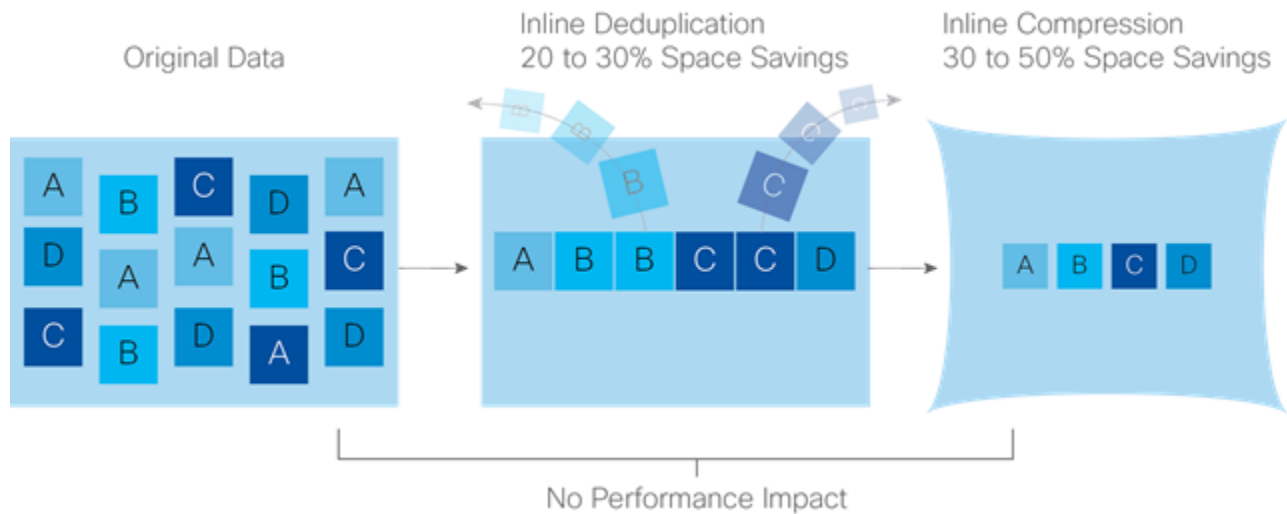 Original Data
Inline Deduplication
20 to 30% Space Savings
Inline Compression
30 to 50% Space Savings
B B B C C C
A B C D A
D A A B C
C B D A D
A B B C C D
A B C D
No Performance Impact